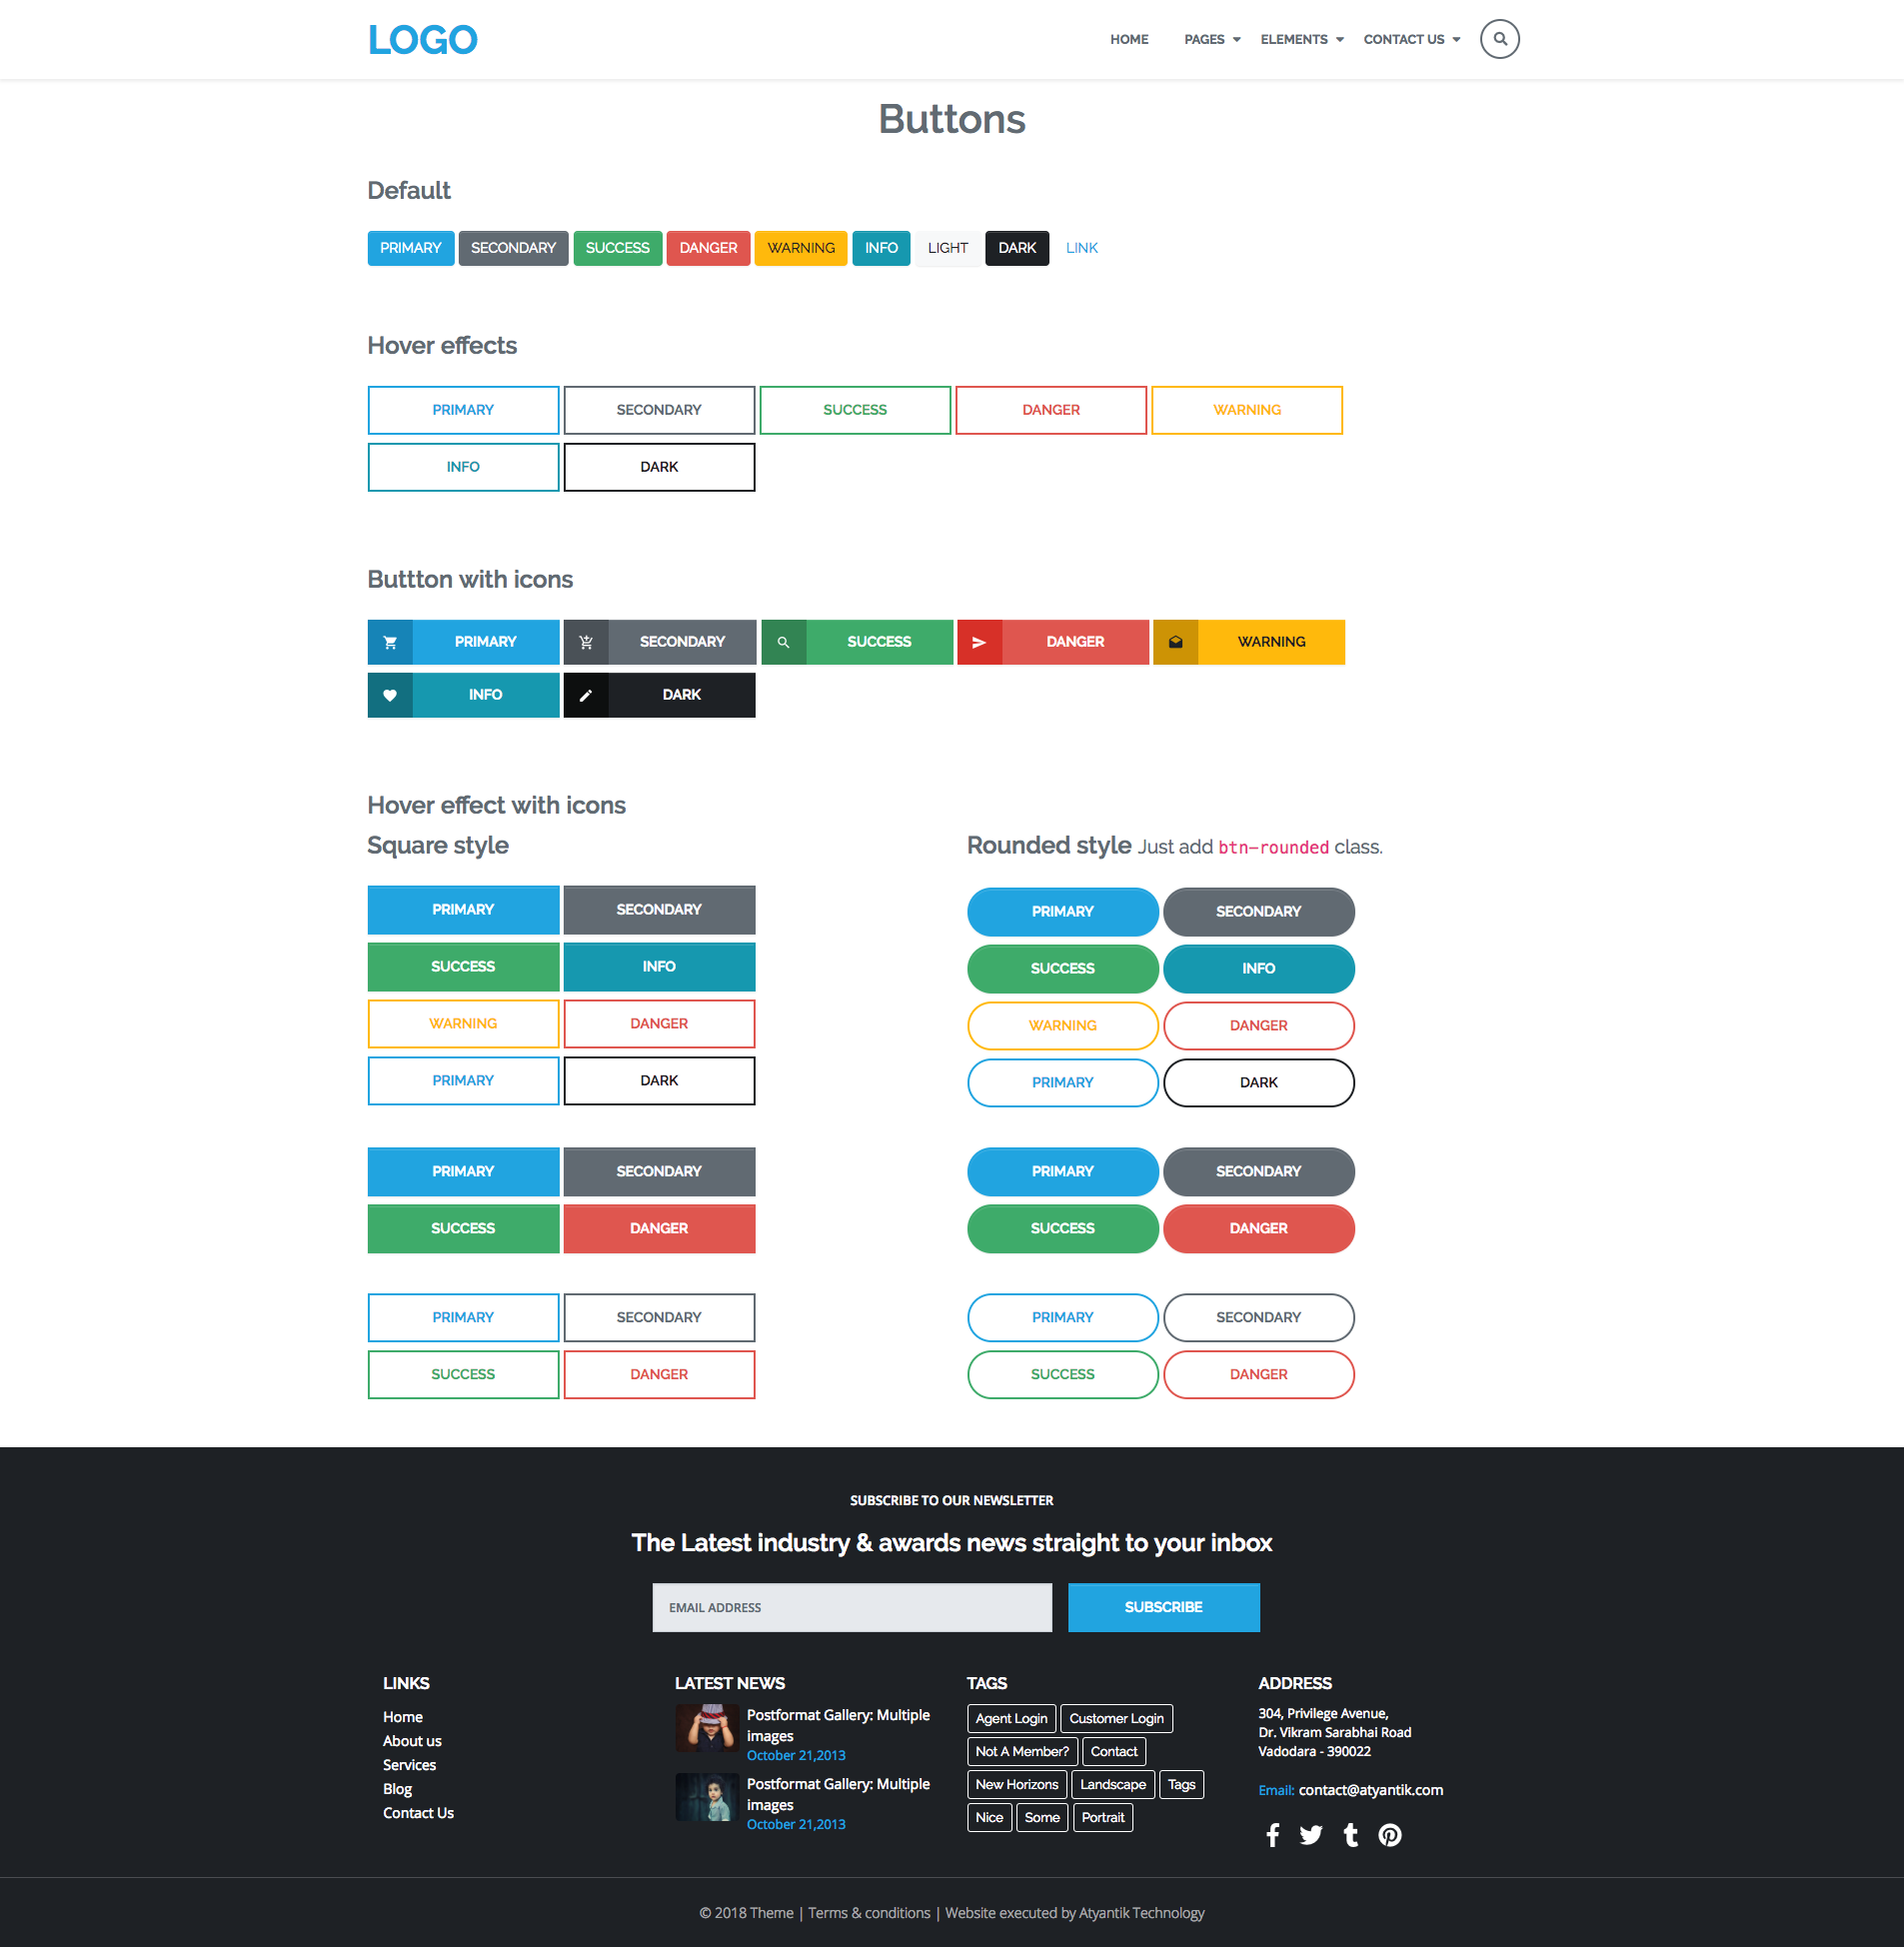 LOGO
HOME PAGES ELEMENTS CONTACT US
Buttons
Default
PRIMARY SECONDARY SUCCESS DANGER WARNING INFO LIGHT DARK LINK
Hover effects
PRIMARY SECONDARY SUCCESS DANGER WARNING
INFO DARK
Buttton with icons
PRIMARY SECONDARY SUCCESS DANGER WARNING
INFO DARK
Hover effect with icons
Square style
PRIMARY SECONDARY
SUCCESS INFO
WARNING DANGER
PRIMARY DARK
PRIMARY SECONDARY
SUCCESS DANGER
PRIMARY SECONDARY
SUCCESS DANGER
Rounded style Just add btn-rounded class.
PRIMARY SECONDARY
SUCCESS INFO
WARNING DANGER
PRIMARY DARK
PRIMARY SECONDARY
SUCCESS DANGER
PRIMARY SECONDARY
SUCCESS DANGER
SUBSCRIBE TO OUR NEWSLETTER
The Latest industry & awards news straight to your inbox
EMAIL ADDRESS SUBSCRIBE
LINKS
Home
About us
Services
Blog
Contact Us
LATEST NEWS
Postformat Gallery: Multiple
images
October 21,2013
Postformat Gallery: Multiple
images
October 21,2013
TAGS
Agent Login Customer Login
Not A Member? Contact
New Horizons Landscape Tags
Nice Some Portrait
ADDRESS
304, Privilege Avenue,
Dr. Vikram Sarabhai Road
Vadodara - 390022
Email: contact@atyantik.com
© 2018 Theme | Terms & conditions | Website executed by Atyantik Technology